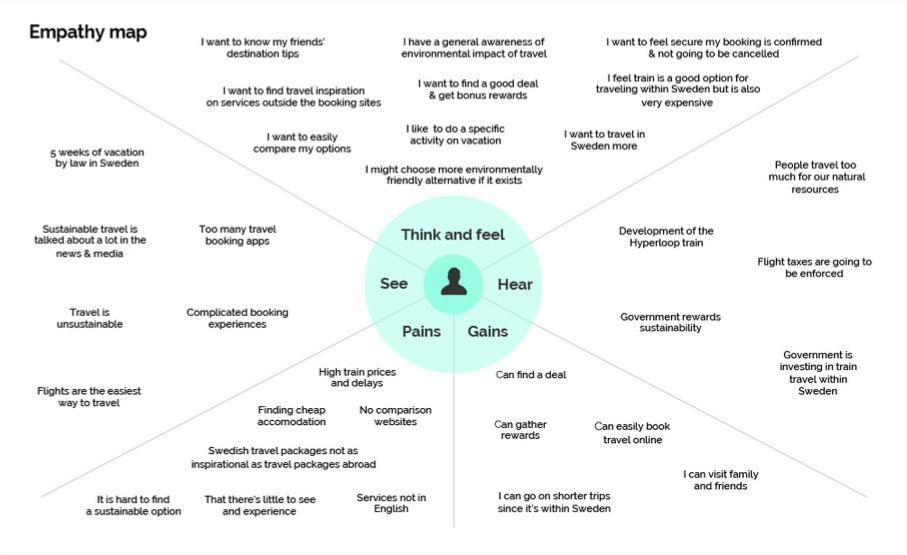 Empathy map
I want to know my friends'
destination tips
I have a general awareness of
environmental impact of travel
I want to feel secure my booking is confirmed
& not going to be cancelled
I want to find travel inspiration
on services outside the booking sites
I want to find a good deal
& get bonus rewards
I feel train is a good option for
traveling within Sweden but is also
very expensive
I want to easily
compare my options
I like to do a specific
activity on vacation
I want to travel in
Sweden more
I might choose more environmentally
friendly alternative if it exists
Think and feel
See
Hear
Pains
Gains
5 weeks of vacation
by law in Sweden
Sustainable travel is
talked about a lot in the
news & media
Too many travel
booking apps
Travel is
unsustainable
Complicated booking
experiences
Flights are the easiest
way to travel
People travel too
much for our natural
resources
Development of the
Hyperloop train
Flight taxes are going to
be enforced
Government rewards
sustainability
Government is
investing in train
travel within
Sweden
High train prices
and delays
Finding cheap
accomodation
No comparison
websites
Swedish travel packages not as
inspirational as travel packages abroad
It is hard to find
a sustainable option
That there's little to see
and experience
Services not in
English
Can find a deal
Can gather
rewards
Can easily book
travel online
I can visit family
and friends
I can go on shorter trips
since it's within Sweden